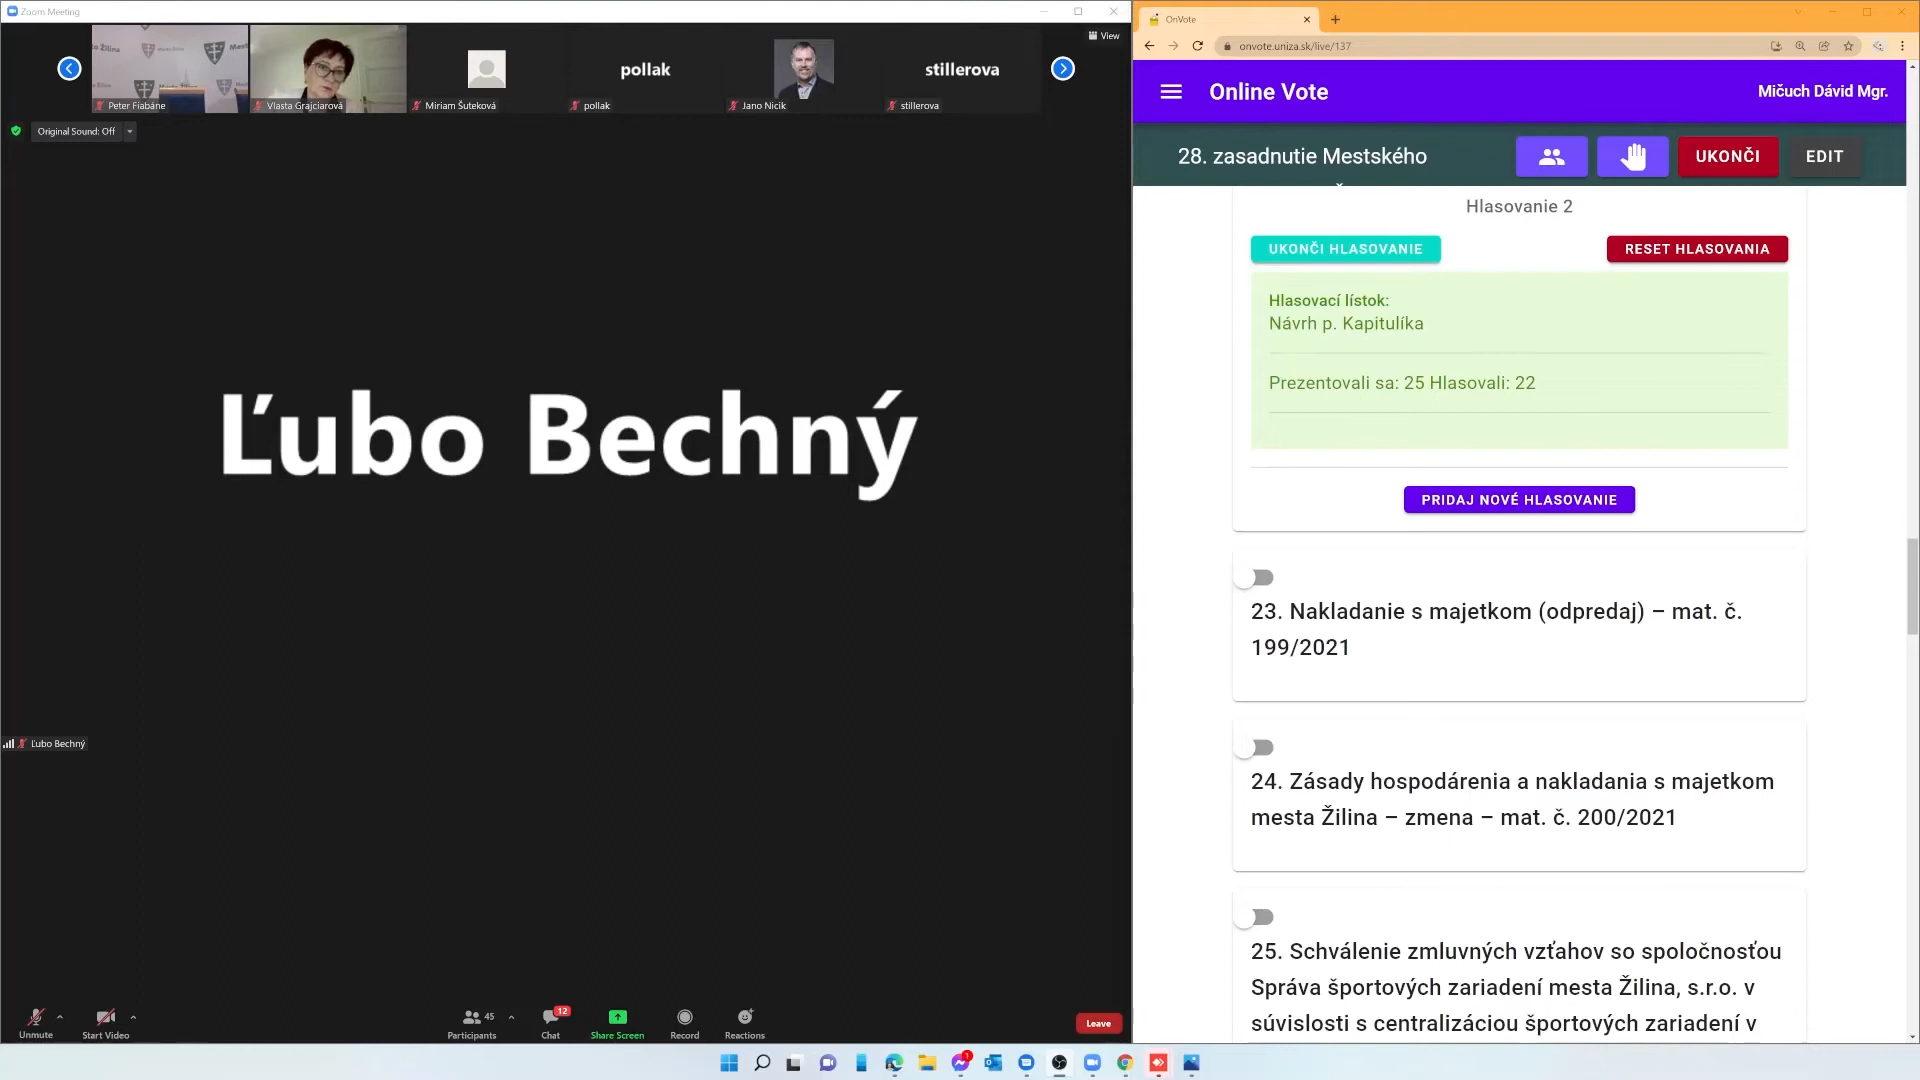 Zoom Meeting
View
Peter Fiabáne
Vlasta Grajciarová
Miriam Šuteková
pollak
pollak
Jano Nicík
stillerova
stillerova
Original Sound: Off
Ľubo Bechný
Ľubo Bechný
Unmute
Start Video
45
Participants
12
Chat
Share Screen
Record
Reactions
Leave
OnVote
onvote.uniza.sk/live/137
Online Vote
Mičuch Dávid Mgr.
28. zasadnutie Mestského
UKONČI
EDIT
Hlasovanie 2
UKONČI HLASOVANIE
RESET HLASOVANIA
Hlasovací lístok:
Návrh p. Kapitulíka
Prezentovali sa: 25 Hlasovali: 22
PRIDAJ NOVÉ HLASOVANIE
23. Nakladanie s majetkom (odpredaj) – mat. č.
199/2021
24. Zásady hospodárenia a nakladania s majetkom
mesta Žilina – zmena – mat. č. 200/2021
25. Schválenie zmluvných vzťahov so spoločnosťou
Správa športových zariadení mesta Žilina, s.r.o. v
súvislosti s centralizáciou športových zariadení v
1